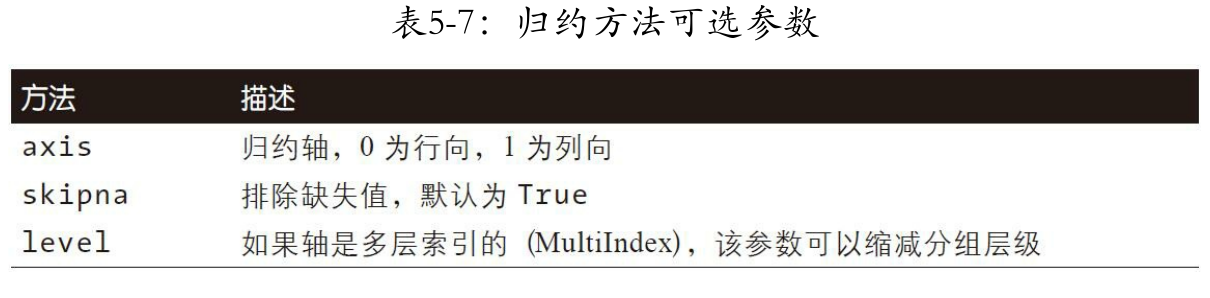 表5-7：归约方法可选参数
方法 描述
axis 归约轴，0 为行向，1 为列向
skipna 排除缺失值，默认为 True
level 如果轴是多层索引的（MultiIndex），该参数可以缩减分组层级